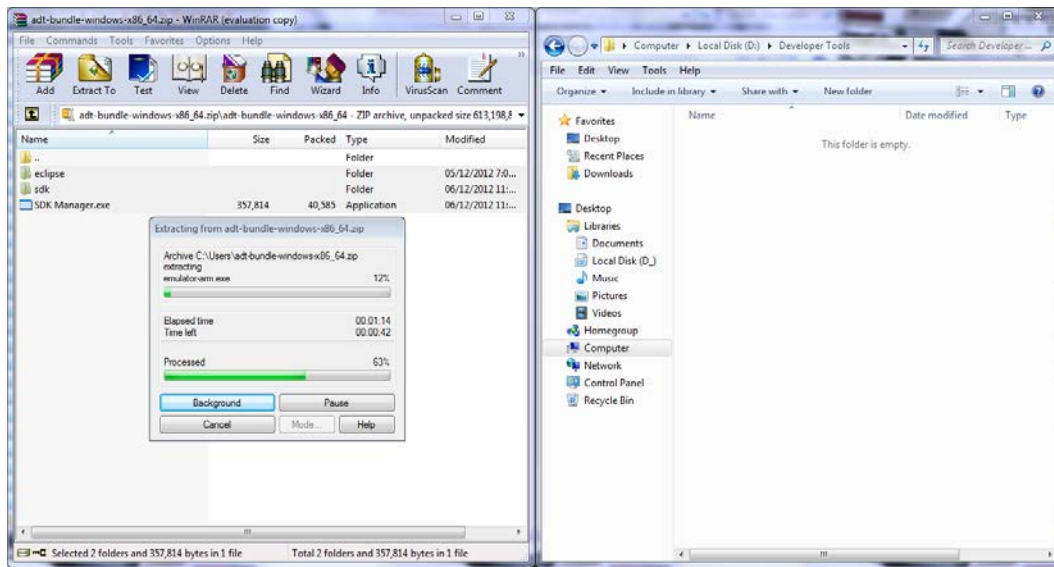 adt-bundle-windows-x86_64.zip - WinRAR (evaluation copy)
File Commands Tools Favorites Options Help
Add Extract To Test View Delete Find Wizard Info VirusScan Comment
adt-bundle-windows-x86_64.zip\adt-bundle-windows-x86_64 - ZIP archive, unpacked size 613,198,8
Name Size Packed Type Modified
.. Folder
eclipse Folder 05/12/2012 7:0...
sdk Folder 06/12/2012 11:...
SDK Manager.exe 357,814 40,585 Application 06/12/2012 11:...
Extracting from adt-bundle-windows-x86_64.zip
Archive C:\Users\adt-bundle-windows-x86_64.zip
extracting
emulator-arm.exe 12%
Elapsed time 00:01:14
Time left 00:00:42
Processed 63%
Background Pause
Cancel Mode... Help
Selected 2 folders and 357,814 bytes in 1 file Total 2 folders and 357,814 bytes in 1 file
Computer Local Disk (D:) Developer Tools Search Developer...
File Edit View Tools Help
Organize Include in library Share with New folder
Name Date modified Type
This folder is empty.
Favorites
Desktop
Recent Places
Downloads
Desktop
Libraries
Documents
Local Disk (D_)
Music
Pictures
Videos
Homegroup
Computer
Network
Control Panel
Recycle Bin